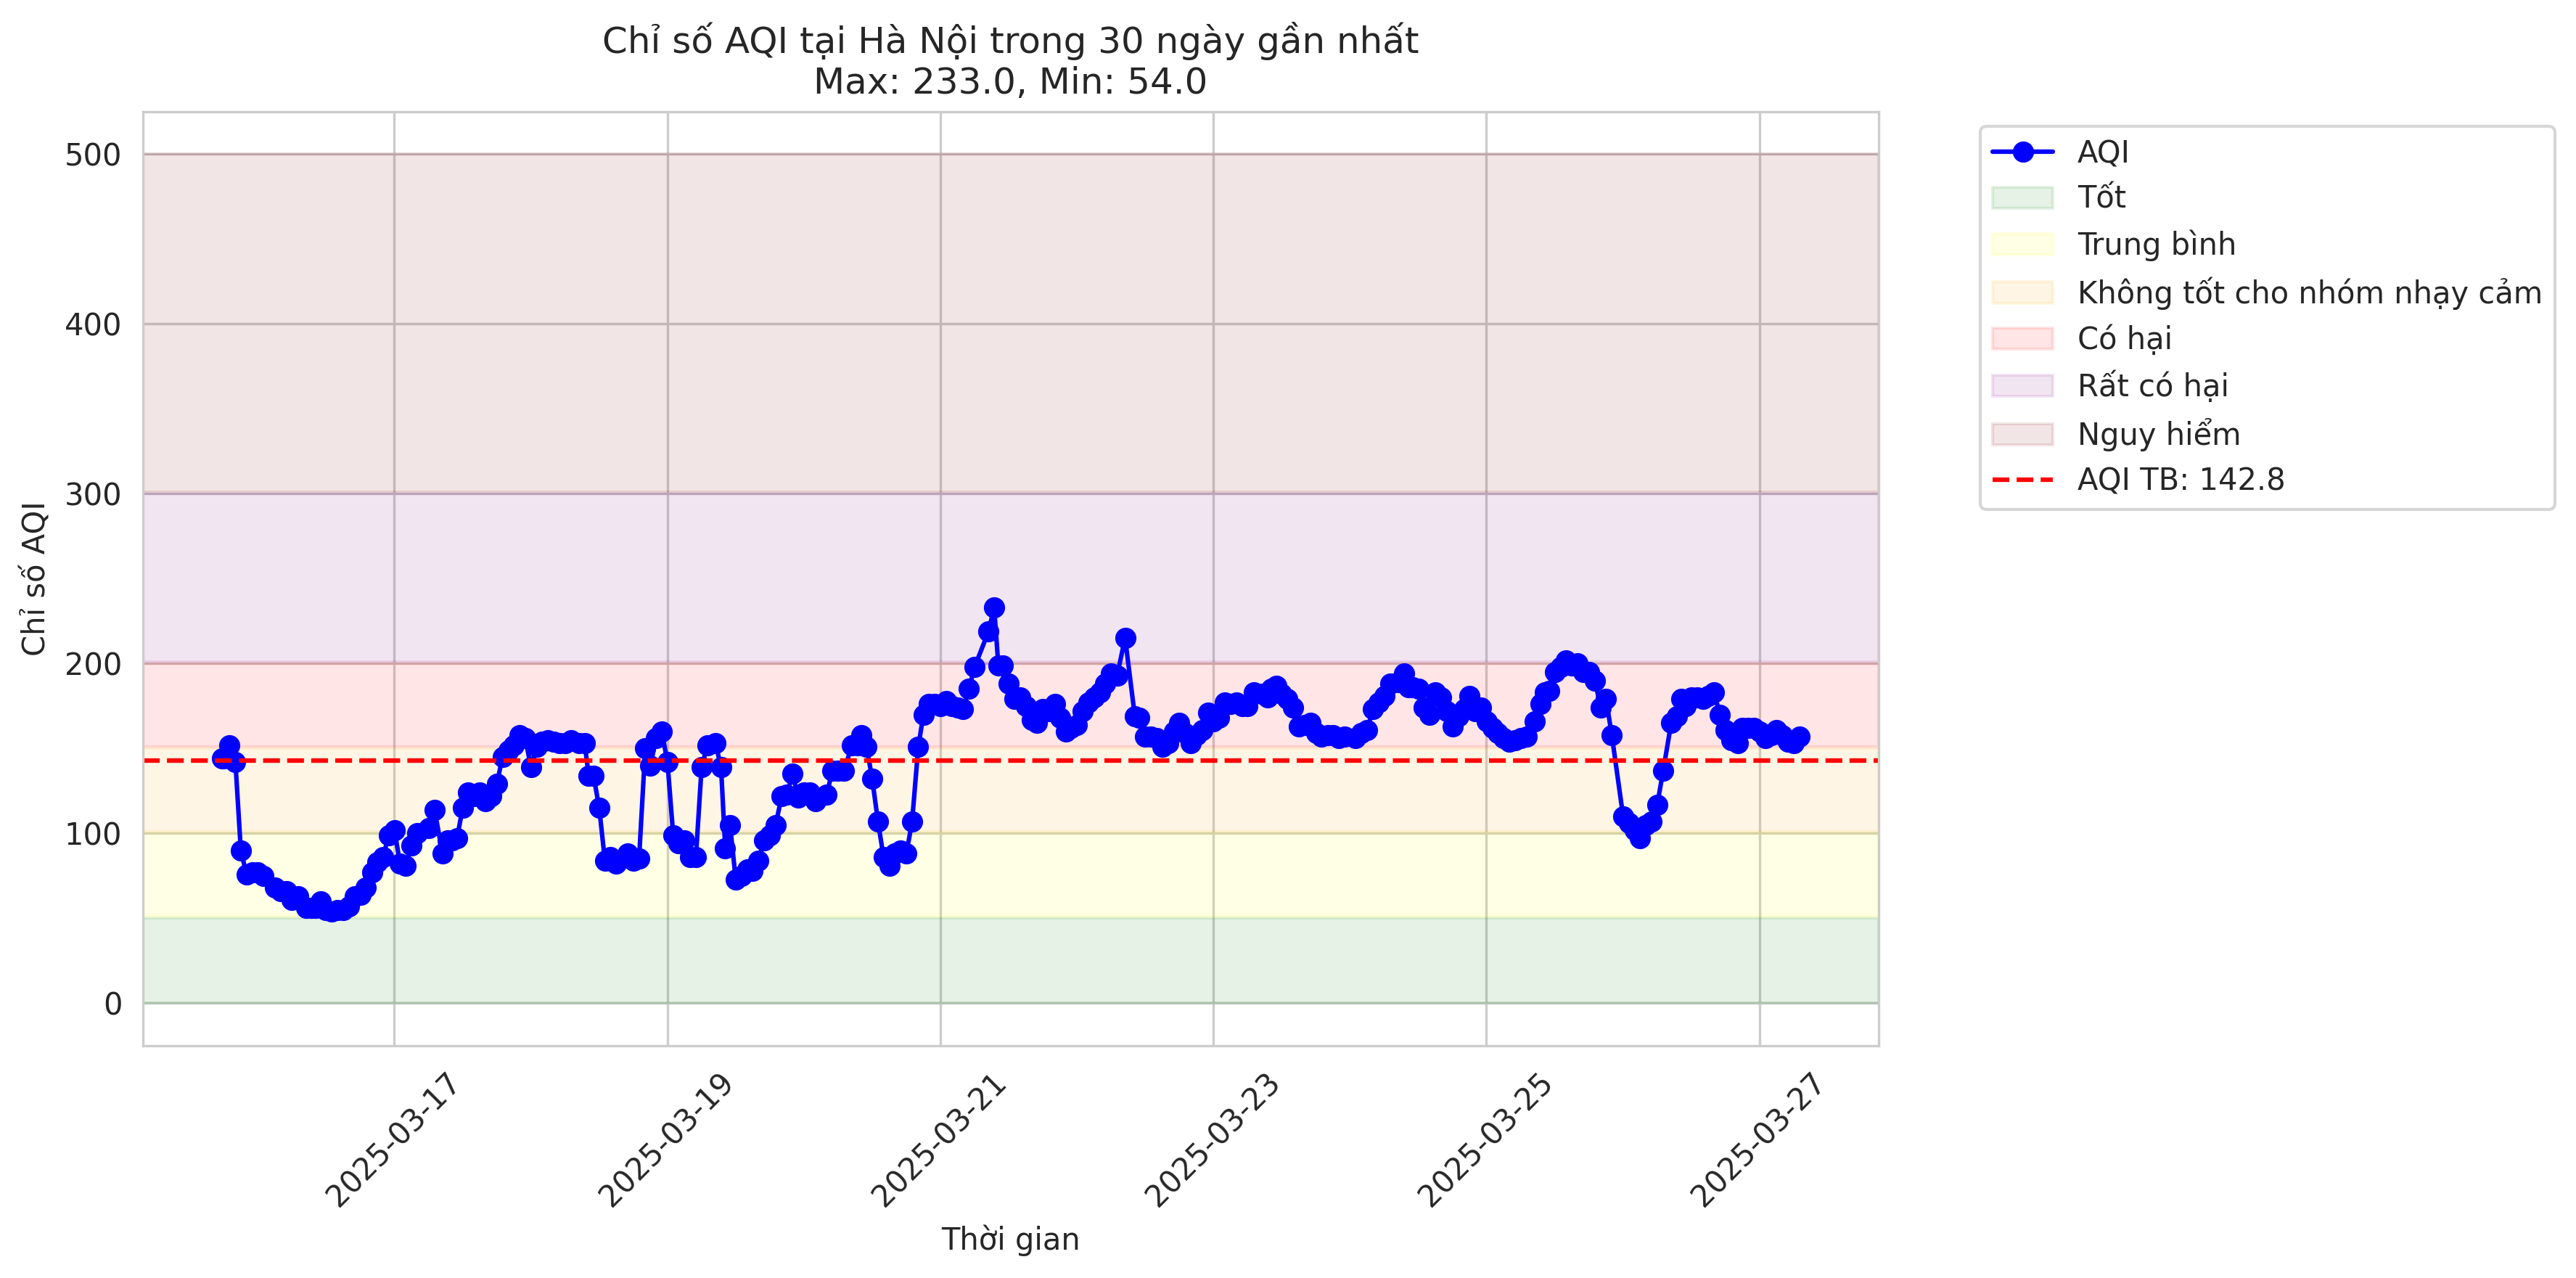 Chỉ số AQI tại Hà Nội trong 30 ngày gần nhất
Max: 233.0, Min: 54.0
Chỉ số AQI
500
400
300
200
100
0
2025-03-17
2025-03-19
2025-03-21
2025-03-23
2025-03-25
2025-03-27
Thời gian
AQI
Tốt
Trung bình
Không tốt cho nhóm nhạy cảm
Có hại
Rất có hại
Nguy hiểm
AQI TB: 142.8